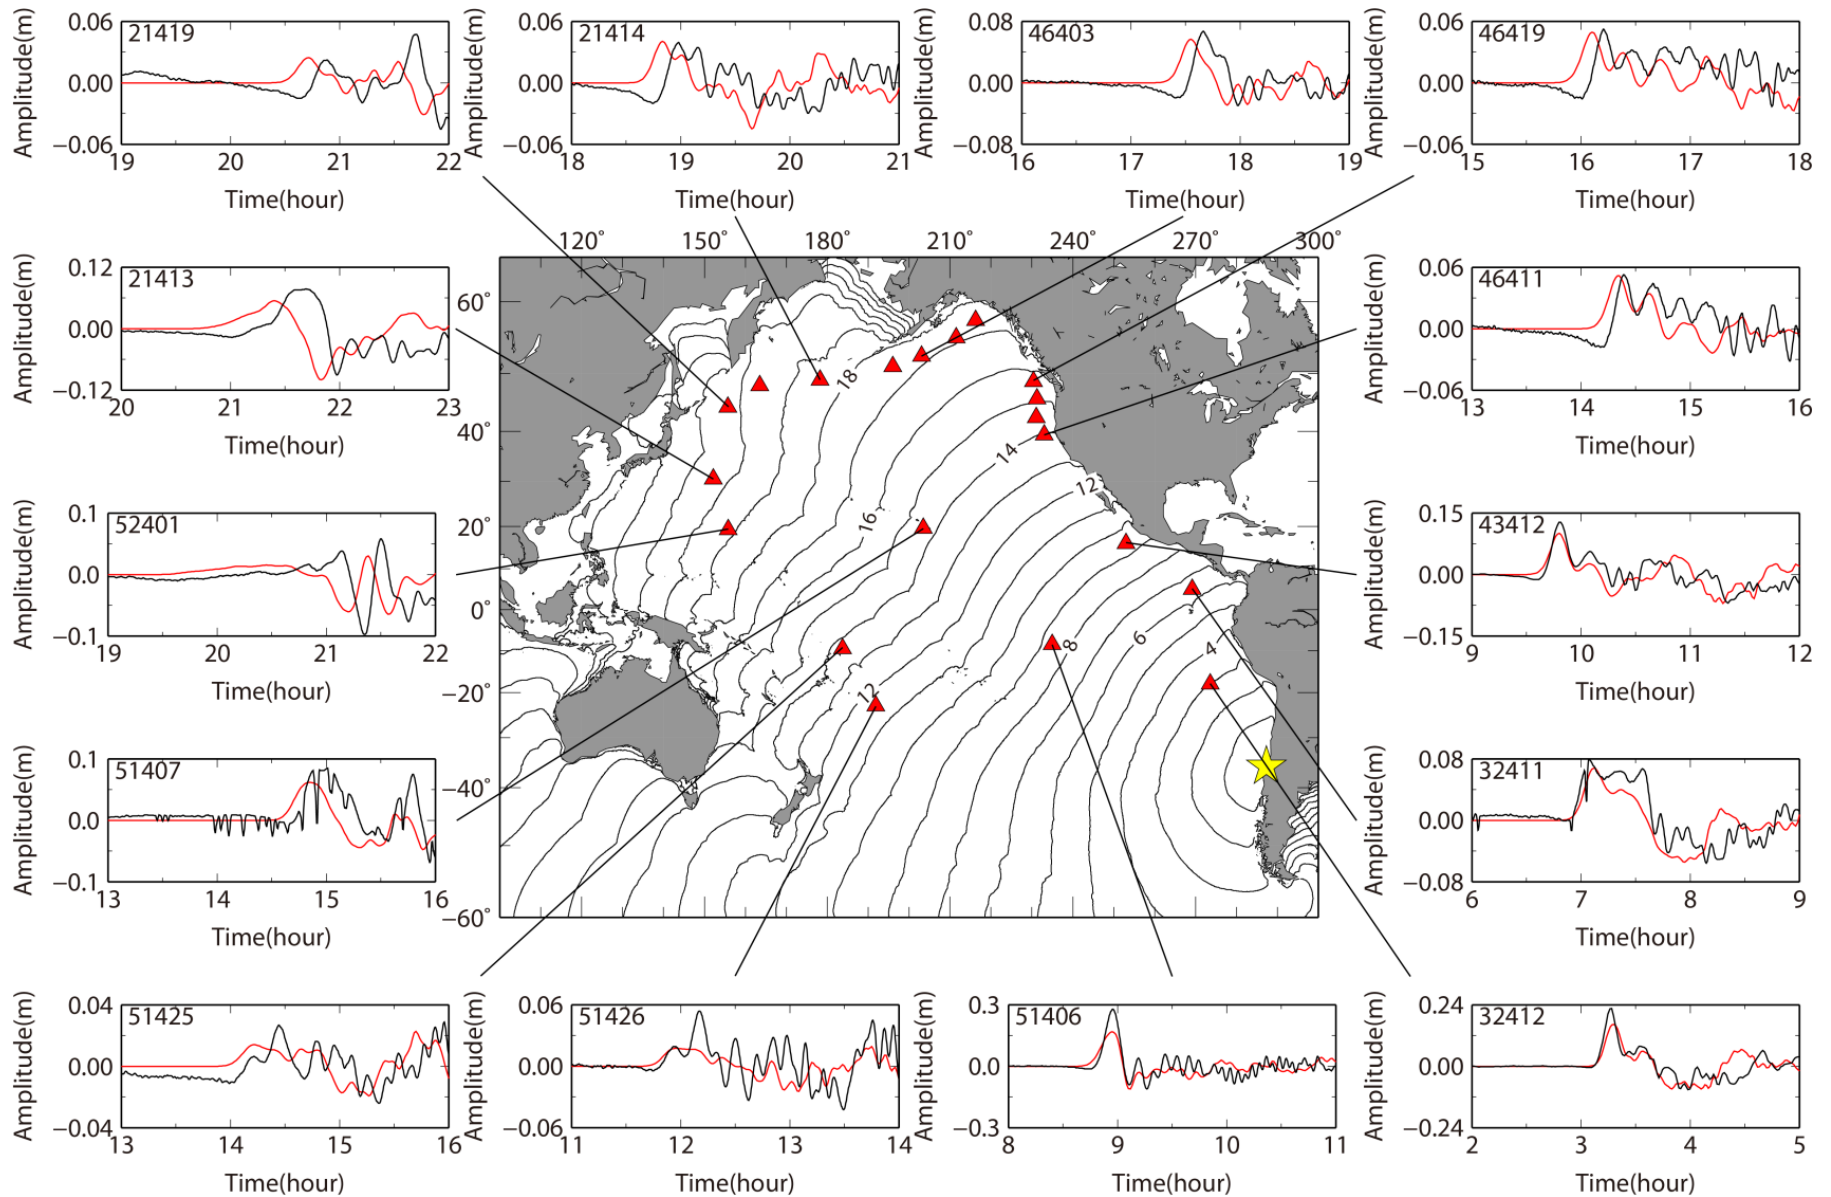 21419
Amplitude(m)
0.06
0.00
−0.06
19 20 21 22
Time(hour)
21414
0.06
0.00
−0.06
18 19 20 21
Time(hour)
46403
Amplitude(m)
0.08
0.00
−0.08
16 17 18 19
Time(hour)
46419
Amplitude(m)
0.06
0.00
−0.06
15 16 17 18
Time(hour)
21413
Amplitude(m)
0.12
0.00
−0.12
20 21 22 23
Time(hour)
120° 150° 180° 210° 240° 270° 300°
60°
40°
20°
0°
−20°
−40°
−60°
18
16
14
12
12
8
6
4
46411
Amplitude(m)
0.06
0.00
−0.06
13 14 15 16
Time(hour)
52401
Amplitude(m)
0.1
0.0
−0.1
19 20 21 22
Time(hour)
43412
Amplitude(m)
0.15
0.00
−0.15
9 10 11 12
Time(hour)
51407
Amplitude(m)
0.1
0.0
−0.1
13 14 15 16
Time(hour)
32411
Amplitude(m)
0.08
0.00
−0.08
6 7 8 9
Time(hour)
51425
Amplitude(m)
0.04
0.00
−0.04
13 14 15 16
Time(hour)
51426
Amplitude(m)
0.06
0.00
−0.06
11 12 13 14
Time(hour)
51406
Amplitude(m)
0.3
0.0
−0.3
8 9 10 11
Time(hour)
32412
Amplitude(m)
0.24
0.00
−0.24
2 3 4 5
Time(hour)